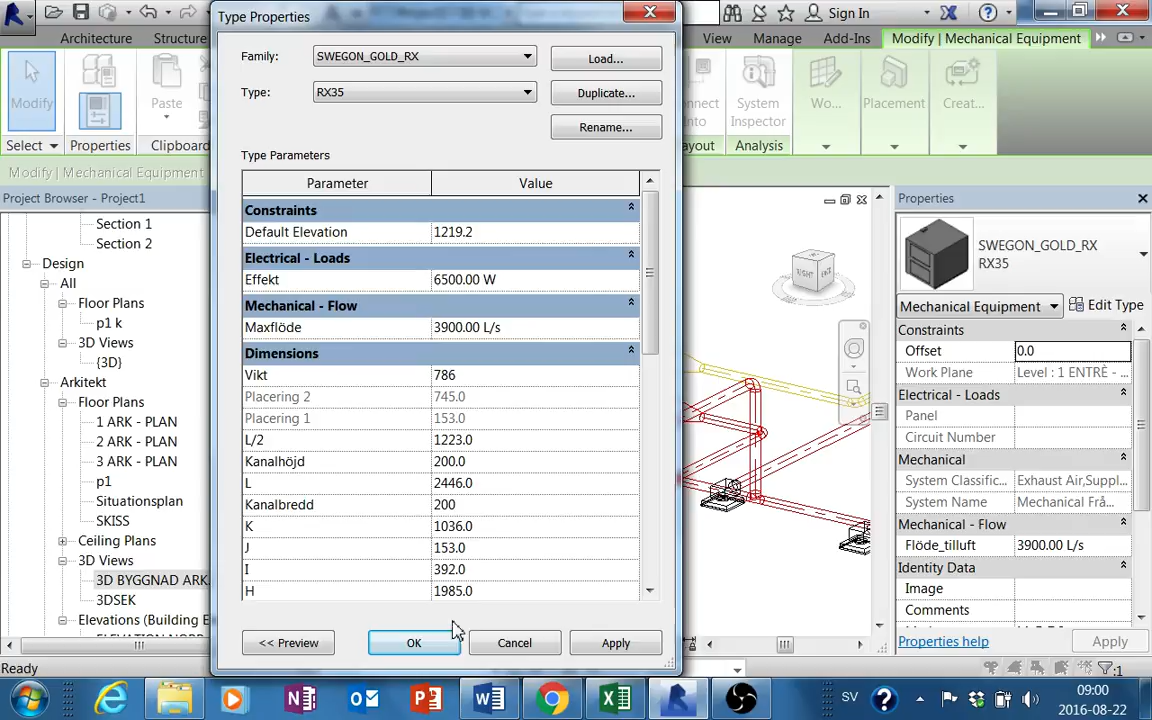 Type Properties
Sign In
Architecture
Structure
View
Manage
Add-Ins
Modify | Mechanical Equipment
Family:
SWEGON_GOLD_RX
Load...
Type:
RX35
Duplicate...
Rename...
Modify
Paste
Connect
Into
System
Inspector
Wo...
Placement
Creat...
Select
Properties
Clipboard
Analysis
Modify | Mechanical Equipment
Type Parameters
Parameter
Value
Constraints
Default Elevation
1219.2
Electrical - Loads
Effekt
6500.00 W
Mechanical - Flow
Maxflöde
3900.00 L/s
Dimensions
Vikt
786
Placering 2
745.0
Placering 1
153.0
L/2
1223.0
Kanalhöjd
200.0
L
2446.0
Kanalbredd
200
K
1036.0
J
153.0
I
392.0
H
1985.0
<< Preview
OK
Cancel
Apply
Project Browser - Project1
Section 1
Section 2
Design
All
Floor Plans
p1 k
3D Views
{3D}
Arkitekt
Floor Plans
1 ARK - PLAN
2 ARK - PLAN
3 ARK - PLAN
p1
Situationsplan
SKISS
Ceiling Plans
3D Views
3D BYGGNAD ARK
3DSEK
Elevations (Building E
RIGHT
Properties
SWEGON_GOLD_RX
RX35
Mechanical Equipment
Edit Type
Constraints
Offset
0.0
Work Plane
Level : 1 ENTRÈ - ...
Electrical - Loads
Panel
Circuit Number
Mechanical
System Classific...
Exhaust Air,Suppl...
System Name
Mechanical Frå...
Mechanical - Flow
Flöde_tilluft
3900.00 L/s
Identity Data
Image
Comments
Properties help
Apply
Ready
:1
SV
09:00
2016-08-22